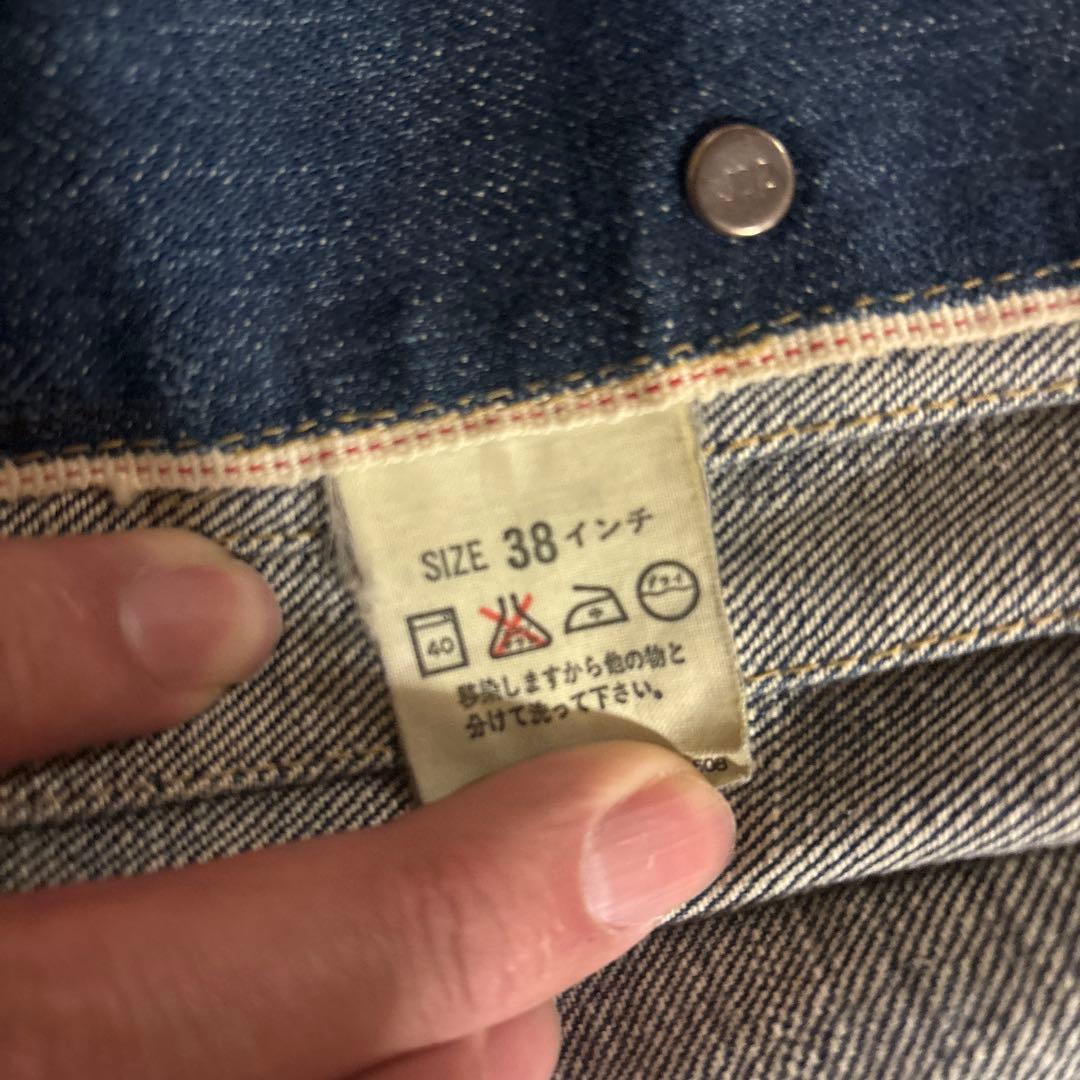 SIZE 38インチ
40
ドライ
移染しますから他の物と
分けて洗って下さい。